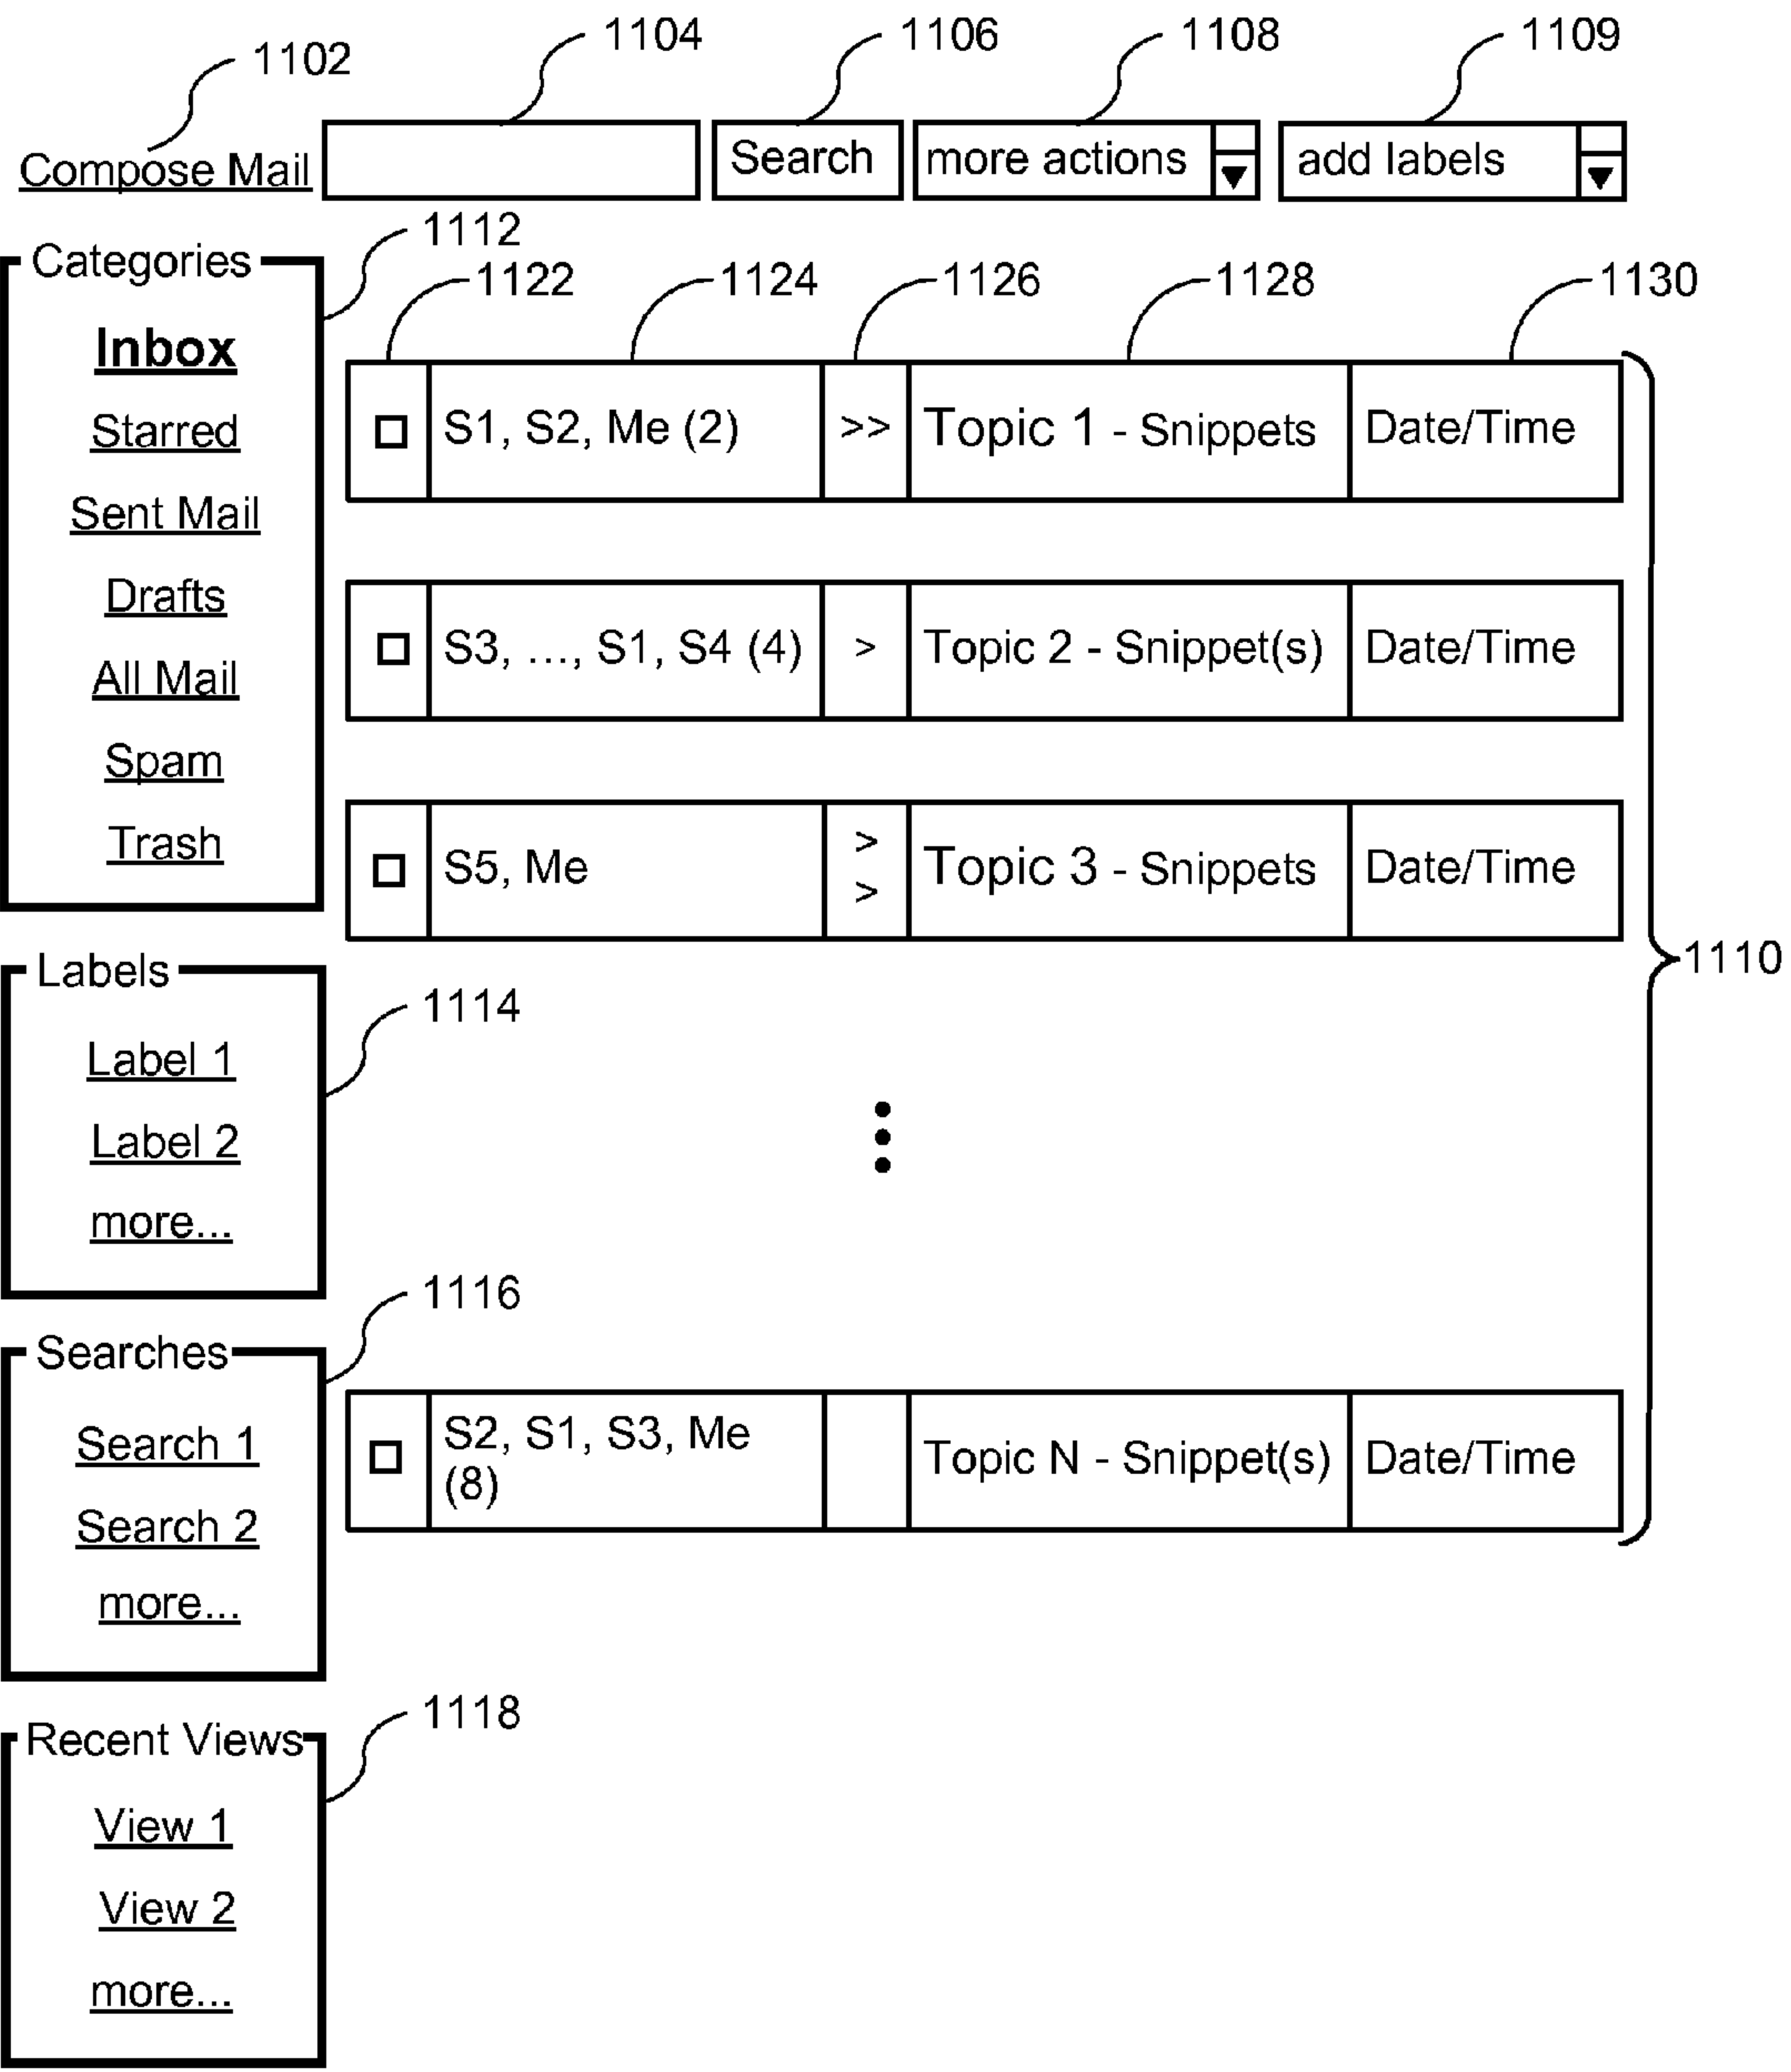 1102
1104
1106
1108
1109
Compose Mail
Search
more actions
add labels
Categories
1112
Inbox
Starred
Sent Mail
Drafts
All Mail
Spam
Trash
1122
1124
1126
1128
1130
S1, S2, Me (2)
>>
Topic 1 - Snippets
Date/Time
S3, ..., S1, S4 (4)
>
Topic 2 - Snippet(s)
Date/Time
S5, Me
>
>
Topic 3 - Snippets
Date/Time
1110
Labels
1114
Label 1
Label 2
more...
Searches
1116
Search 1
Search 2
more...
S2, S1, S3, Me
(8)
Topic N - Snippet(s)
Date/Time
Recent Views
1118
View 1
View 2
more...